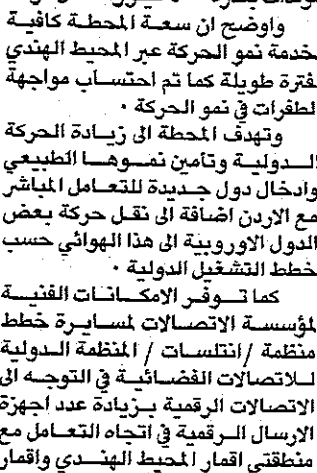 واوضح ان سعة المحطة كافية
لخدمة نمو الحركة عبر المحيط الهندي
لفترة طويلة كما تم احتساب مواجهة
الطفرات في نمو الحركة ٠
وتهدف المحطة الى زيادة الحركة
الدولية وتأمين نموها الطبيعي
وادخال دول جديدة للتعامل المباشر
مع الاردن اضافة الى نقل حركة بعض
الدول الاوروبية الى هذا الهوائي حسب
خطط التشغيل الدولية ٠
كما توفر الامكانات الفنية
لمؤسسة الاتصالات لمسايرة خطط
منظمة / انتلسات / المنظمة الدولية
للاتصالات الفضائية في التوجه الى
الاتصالات الرقمية بزيادة عدد اجهزة
الارسال الرقمية في اتجاه التعامل مع
منطقتي اقمار المحيط الهندي واقمار